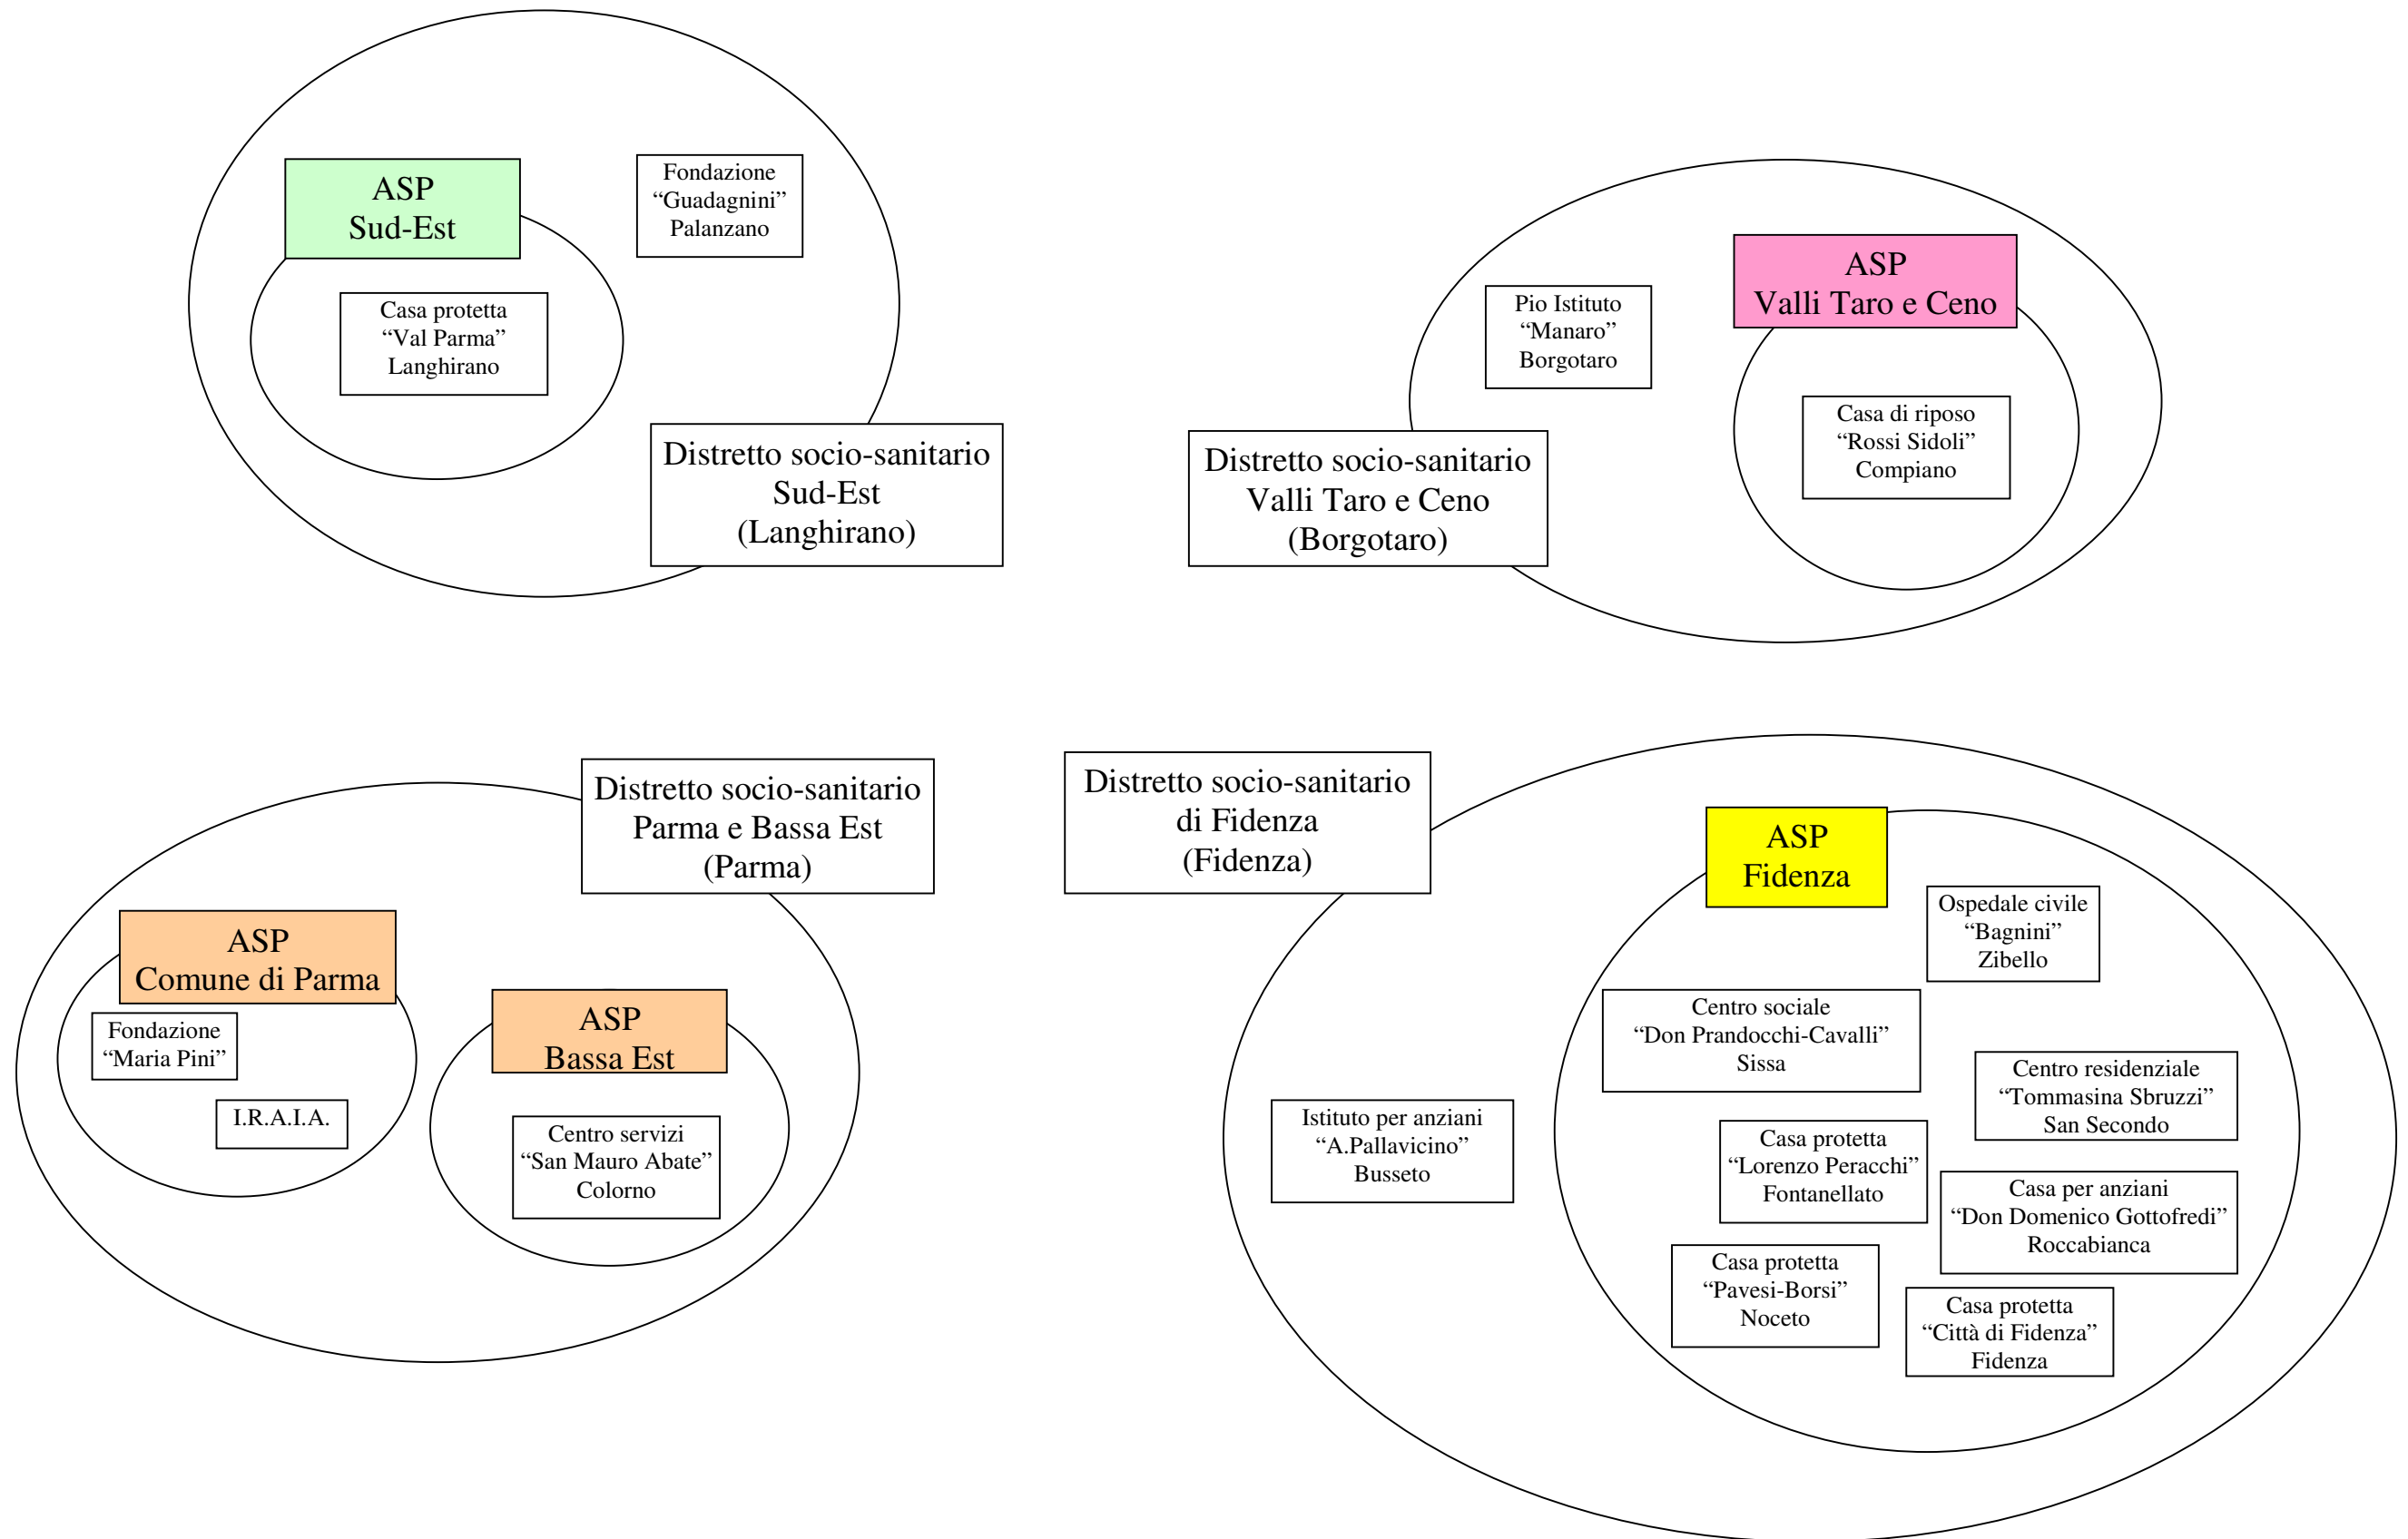 ASP
Sud-Est
Fondazione
“Guadagnini”
Palanzano
Casa protetta
“Val Parma”
Langhirano
Distretto socio-sanitario
Sud-Est
(Langhirano)
ASP
Valli Taro e Ceno
Pio Istituto
“Manaro”
Borgotaro
Casa di riposo
“Rossi Sidoli”
Compiano
Distretto socio-sanitario
Valli Taro e Ceno
(Borgotaro)
Distretto socio-sanitario
Parma e Bassa Est
(Parma)
ASP
Comune di Parma
Fondazione
“Maria Pini”
I.R.A.I.A.
ASP
Bassa Est
Centro servizi
“San Mauro Abate”
Colorno
Distretto socio-sanitario
di Fidenza
(Fidenza)
ASP
Fidenza
Ospedale civile
“Bagnini”
Zibello
Centro sociale
“Don Prandocchi-Cavalli”
Sissa
Centro residenziale
“Tommasina Sbruzzi”
San Secondo
Istituto per anziani
“A.Pallavicino”
Busseto
Casa protetta
“Lorenzo Peracchi”
Fontanellato
Casa per anziani
“Don Domenico Gottofredi”
Roccabianca
Casa protetta
“Pavesi-Borsi”
Noceto
Casa protetta
“Città di Fidenza”
Fidenza